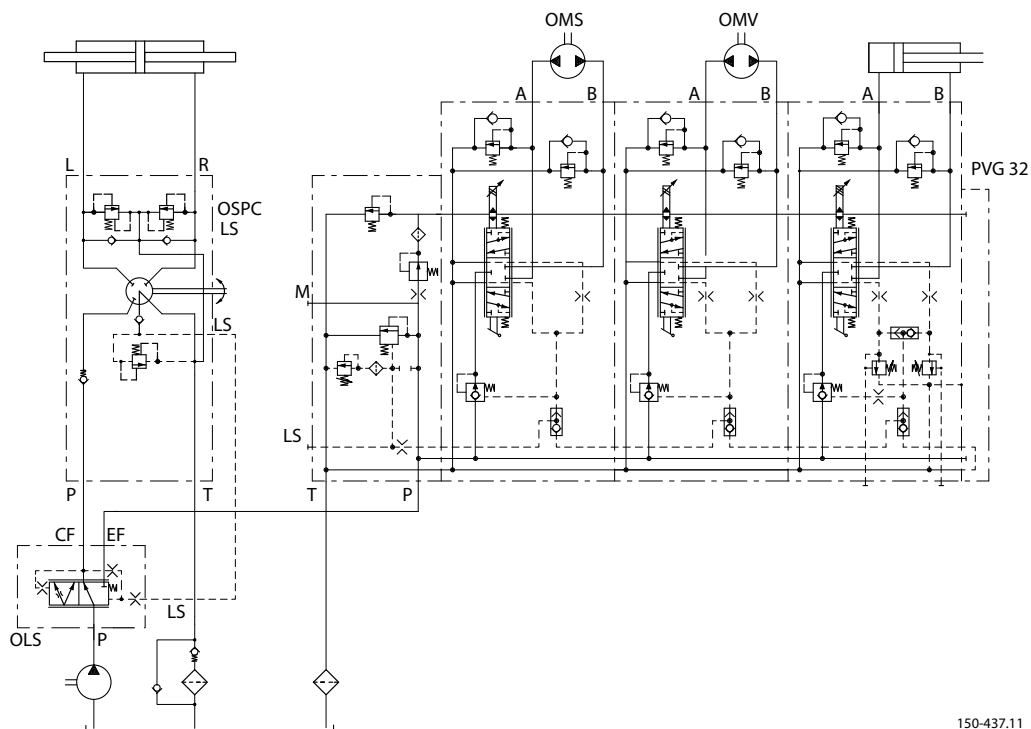 OMS
OMV
A
B
A
B
A
B
PVG 32
L
R
OSPC
LS
M
LS
LS
T
P
P
T
CF
EF
LS
OLS
P
150-437.11